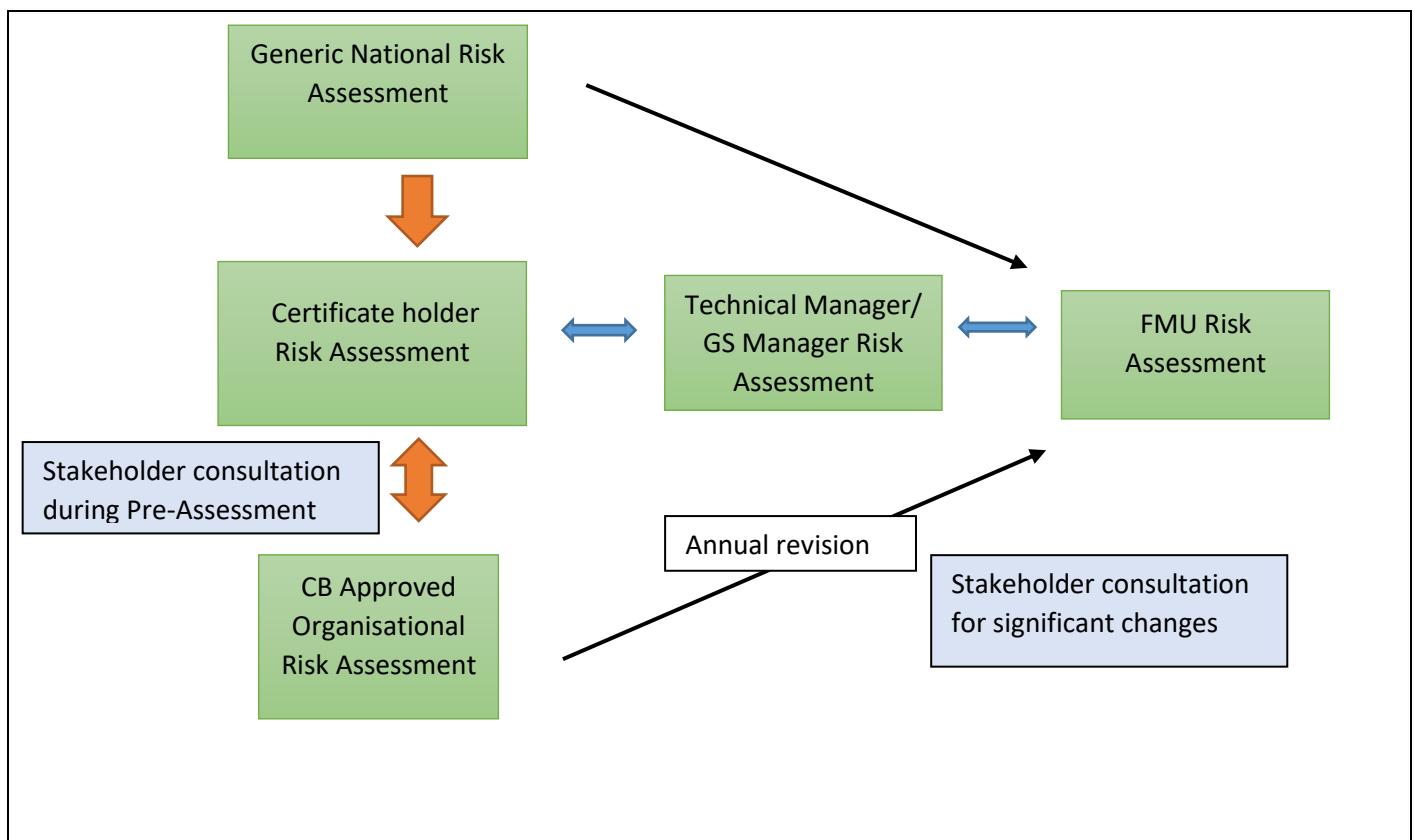 Generic National Risk
Assessment
Certificate holder
Risk Assessment
Technical Manager/
GS Manager Risk
Assessment
FMU Risk
Assessment
Stakeholder consultation
during Pre-Assessment
CB Approved
Organisational
Risk Assessment
Annual revision
Stakeholder consultation
for significant changes